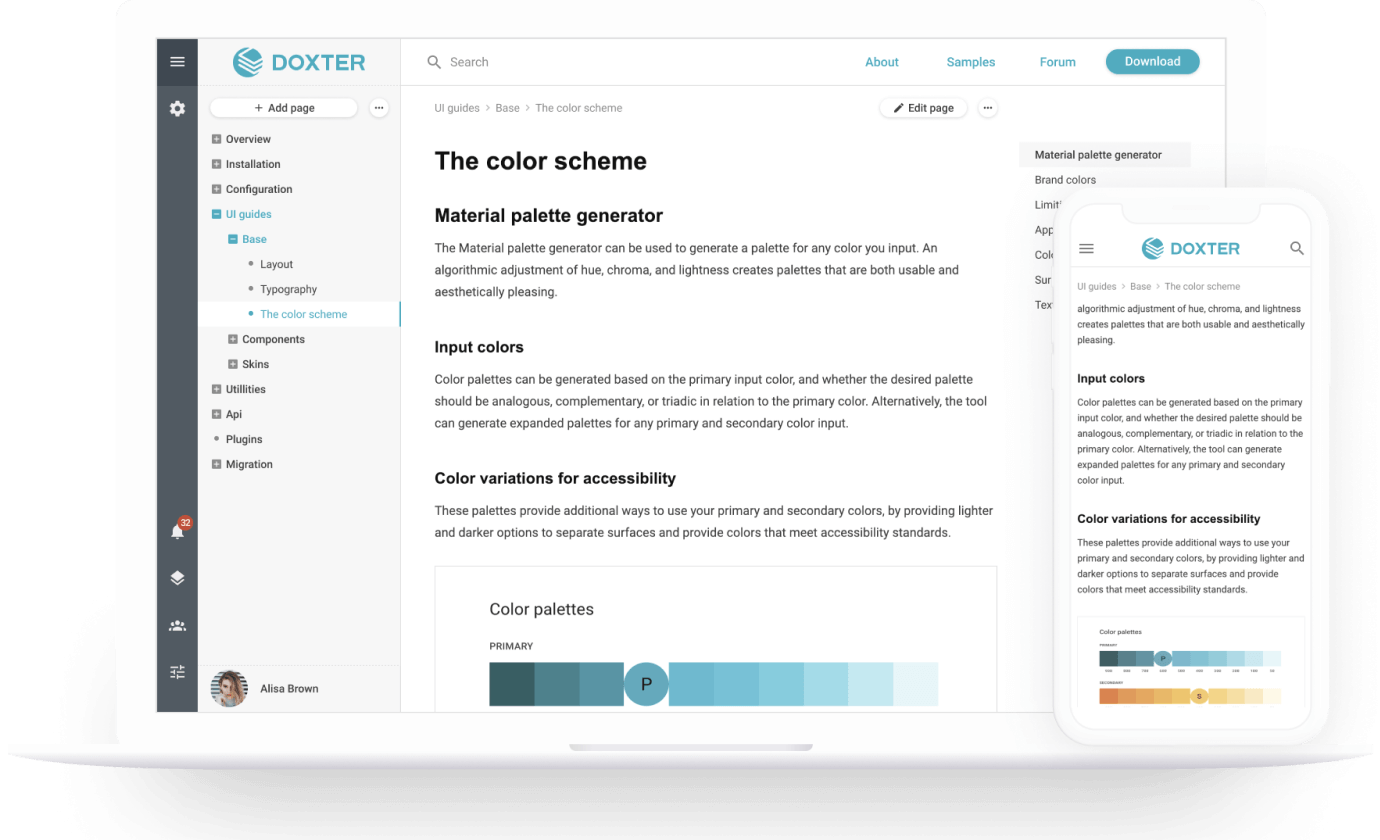 DOXTER
Search
About
Samples
Forum
Download
+ Add page
UI guides > Base > The color scheme
Edit page
Overview
Installation
Configuration
UI guides
Base
Layout
Typography
The color scheme
Components
Skins
Utillities
Api
Plugins
Migration
32
Alisa Brown
The color scheme
Material palette generator
The Material palette generator can be used to generate a palette for any color you input. An
algorithmic adjustment of hue, chroma, and lightness creates palettes that are both usable and
aesthetically pleasing.
Input colors
Color palettes can be generated based on the primary input color, and whether the desired palette
should be analogous, complementary, or triadic in relation to the primary color. Alternatively, the tool
can generate expanded palettes for any primary and secondary color input.
Color variations for accessibility
These palettes provide additional ways to use your primary and secondary colors, by providing lighter
and darker options to separate surfaces and provide colors that meet accessibility standards.
Color palettes
PRIMARY
P
Material palette generator
Brand colors
DOXTER
UI guides > Base > The color scheme
algorithmic adjustment of hue, chroma, and lightness
creates palettes that are both usable and aesthetically
pleasing.
Input colors
Color palettes can be generated based on the primary
input color, and whether the desired palette should be
analogous, complementary, or triadic in relation to the
primary color. Alternatively, the tool can generate
expanded palettes for any primary and secondary
color input.
Color variations for accessibility
These palettes provide additional ways to use your
primary and secondary colors, by providing lighter and
darker options to separate surfaces and provide
colors that meet accessibility standards.
Color palettes
PRIMARY
P
SECONDARY
S